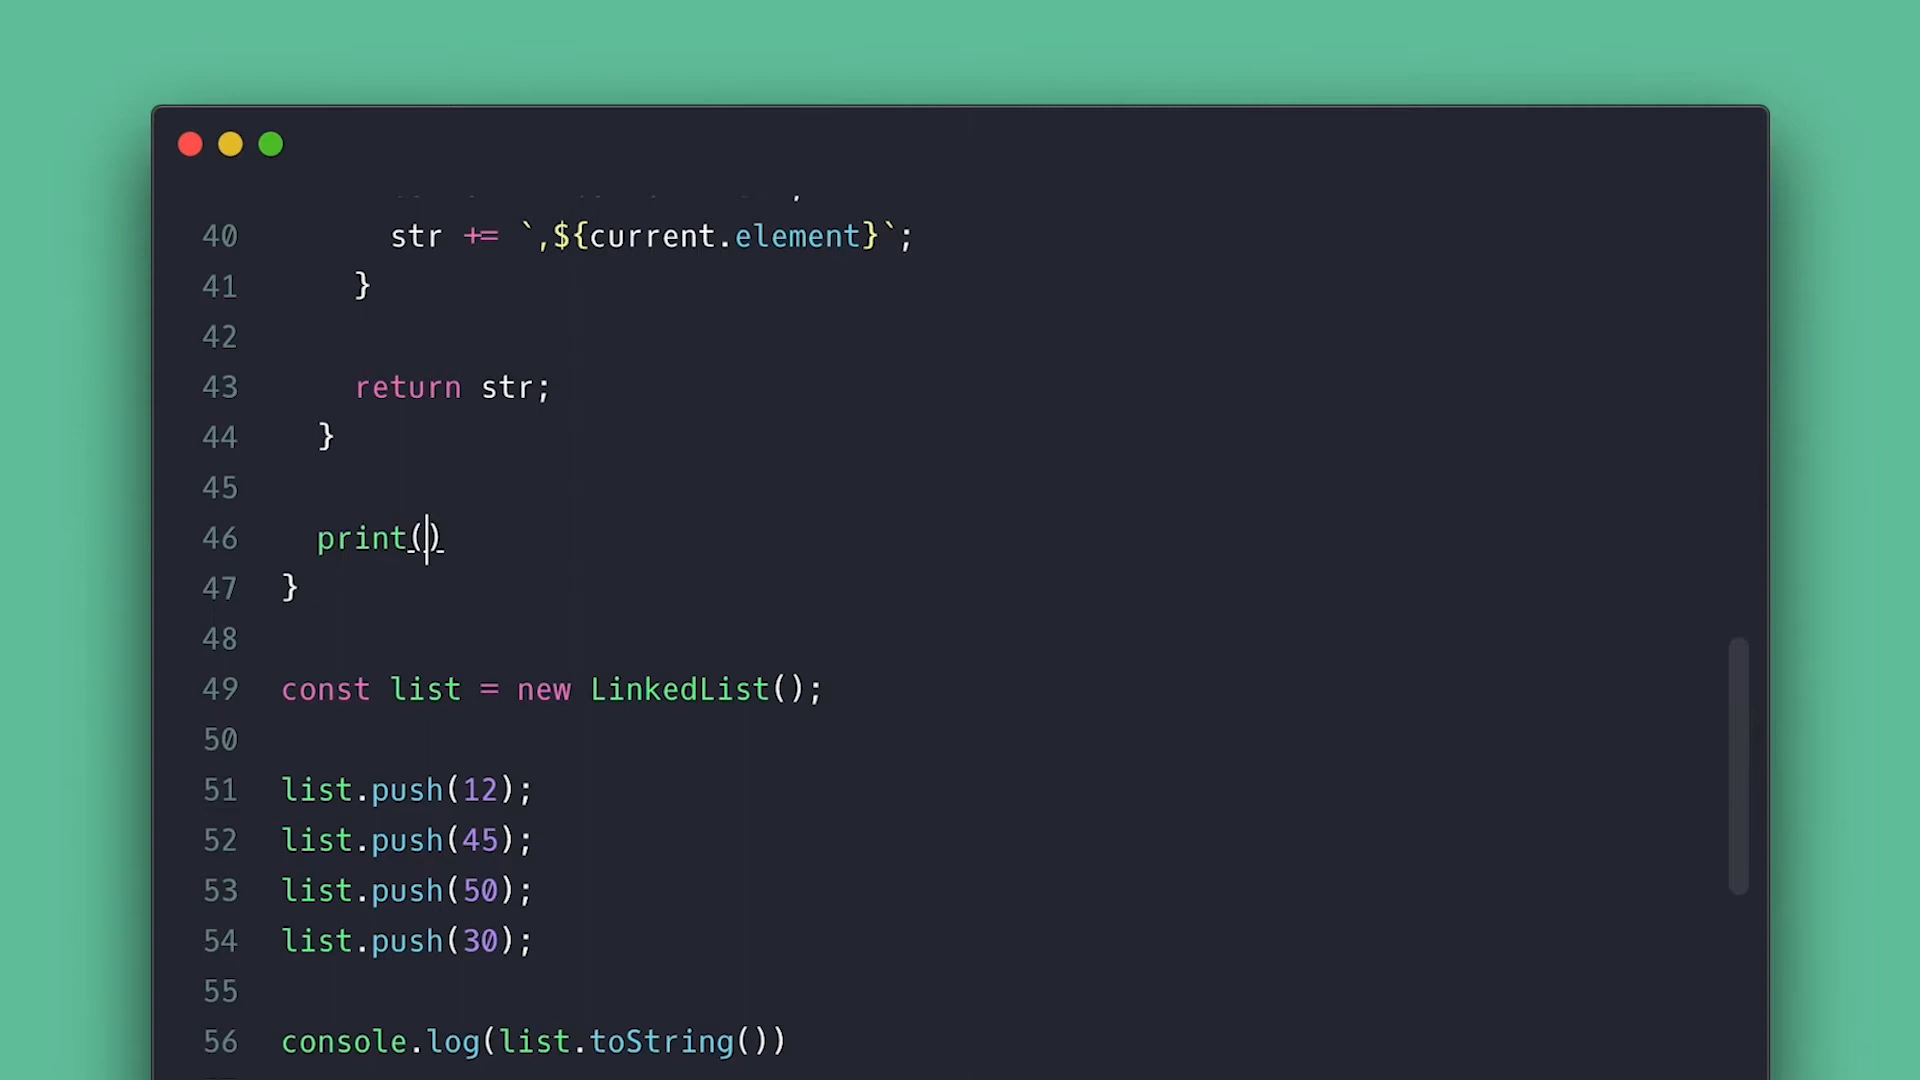 40 str += `,${current.element}`;
41 }
42
43 return str;
44 }
45
46 print()
47 }
48
49 const list = new LinkedList();
50
51 list.push(12);
52 list.push(45);
53 list.push(50);
54 list.push(30);
55
56 console.log(list.toString())